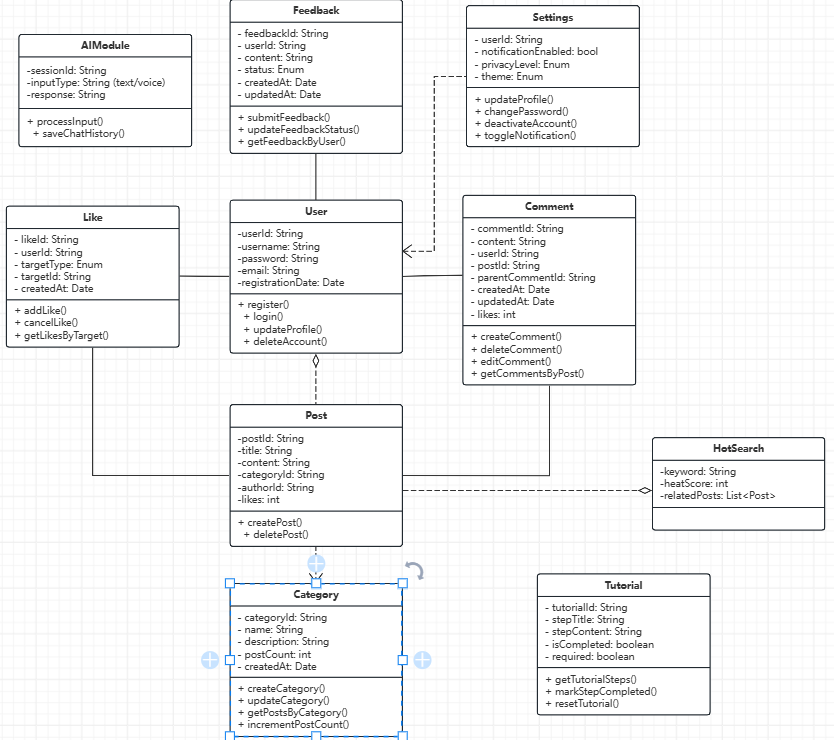 Feedback
- feedbackId: String
- userId: String
- content: String
- status: Enum
- createdAt: Date
- updatedAt: Date
+ submitFeedback()
+ updateFeedbackStatus()
+ getFeedbackByUser()
Settings
- userId: String
- notificationEnabled: bool
- privacyLevel: Enum
- theme: Enum
+ updateProfile()
+ changePassword()
+ deactivateAccount()
+ toggleNotification()
AIModule
-sessionId: String
-inputType: String (text/voice)
-response: String
+ processInput()
+ saveChatHistory()
Like
- likeId: String
- userId: String
- targetType: Enum
- targetId: String
- createdAt: Date
+ addLike()
+ cancelLike()
+ getLikesByTarget()
User
-userId: String
-username: String
-password: String
-email: String
-registrationDate: Date
+ register()
+ login()
+ updateProfile()
+ deleteAccount()
Comment
- commentId: String
- content: String
- userId: String
- postId: String
- parentCommentId: String
- createdAt: Date
- updatedAt: Date
- likes: int
+ createComment()
+ deleteComment()
+ editComment()
+ getCommentsByPost()
Post
-postId: String
-title: String
-content: String
-categoryId: String
-authorId: String
-likes: int
+ createPost()
+ deletePost()
HotSearch
-keyword: String
-heatScore: int
-relatedPosts: List<Post>
Category
- categoryId: String
- name: String
- description: String
- postCount: int
- createdAt: Date
+ createCategory()
+ updateCategory()
+ getPostsByCategory()
+ incrementPostCount()
Tutorial
- tutorialId: String
- stepTitle: String
- stepContent: String
- isCompleted: boolean
- required: boolean
+ getTutorialSteps()
+ markStepCompleted()
+ resetTutorial()